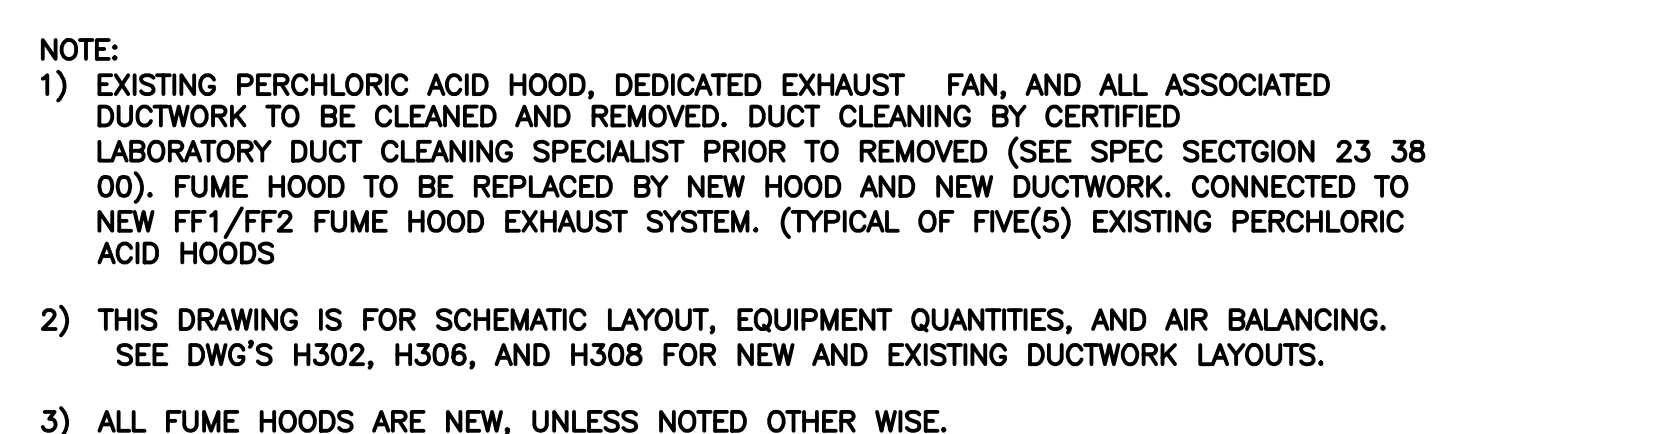 NOTE:
1) EXISTING PERCHLORIC ACID HOOD, DEDICATED EXHAUST FAN, AND ALL ASSOCIATED
DUCTWORK TO BE CLEANED AND REMOVED. DUCT CLEANING BY CERTIFIED
LABORATORY DUCT CLEANING SPECIALIST PRIOR TO REMOVED (SEE SPEC SECTGION 23 38
00). FUME HOOD TO BE REPLACED BY NEW HOOD AND NEW DUCTWORK. CONNECTED TO
NEW FF1/FF2 FUME HOOD EXHAUST SYSTEM. (TYPICAL OF FIVE(5) EXISTING PERCHLORIC
ACID HOODS
2) THIS DRAWING IS FOR SCHEMATIC LAYOUT, EQUIPMENT QUANTITIES, AND AIR BALANCING.
SEE DWG'S H302, H306, AND H308 FOR NEW AND EXISTING DUCTWORK LAYOUTS.
3) ALL FUME HOODS ARE NEW, UNLESS NOTED OTHER WISE.